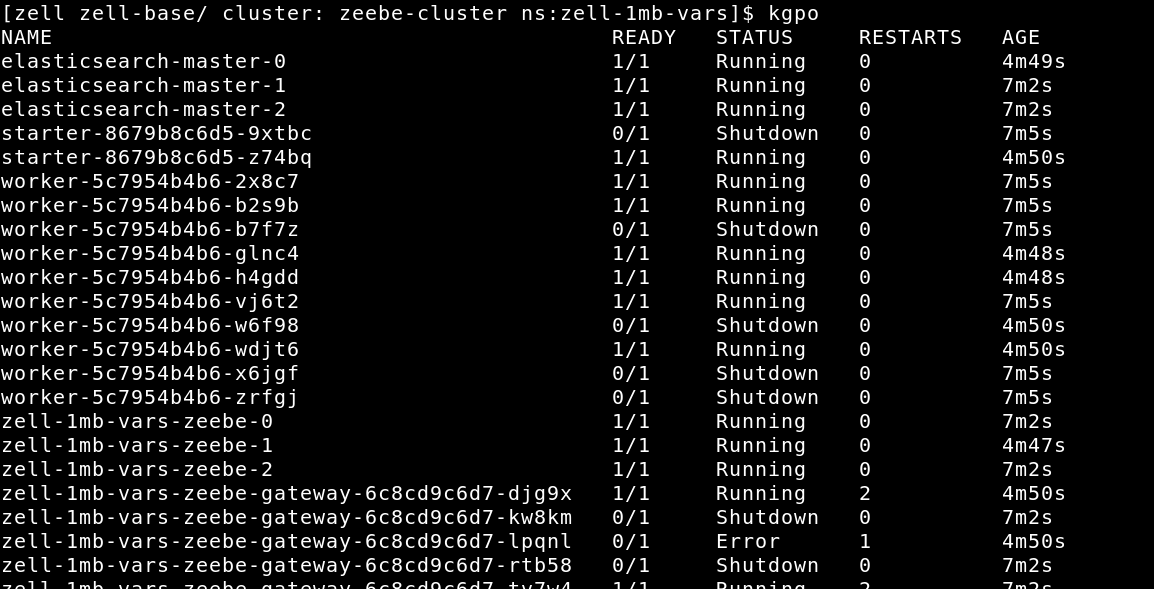 [zell zell-base/ cluster: zeebe-cluster ns:zell-1mb-vars]$ kgpo
NAME READY STATUS RESTARTS AGE
elasticsearch-master-0 1/1 Running 0 4m49s
elasticsearch-master-1 1/1 Running 0 7m2s
elasticsearch-master-2 1/1 Running 0 7m2s
starter-8679b8c6d5-9xtbc 0/1 Shutdown 0 7m5s
starter-8679b8c6d5-z74bq 1/1 Running 0 4m50s
worker-5c7954b4b6-2x8c7 1/1 Running 0 7m5s
worker-5c7954b4b6-b2s9b 1/1 Running 0 7m5s
worker-5c7954b4b6-b7f7z 0/1 Shutdown 0 7m5s
worker-5c7954b4b6-glnc4 1/1 Running 0 4m48s
worker-5c7954b4b6-h4gdd 1/1 Running 0 4m48s
worker-5c7954b4b6-vj6t2 1/1 Running 0 7m5s
worker-5c7954b4b6-w6f98 0/1 Shutdown 0 4m50s
worker-5c7954b4b6-wdjt6 1/1 Running 0 4m50s
worker-5c7954b4b6-x6jgf 0/1 Shutdown 0 7m5s
worker-5c7954b4b6-zrfgj 0/1 Shutdown 0 7m5s
zell-1mb-vars-zeebe-0 1/1 Running 0 7m2s
zell-1mb-vars-zeebe-1 1/1 Running 0 4m47s
zell-1mb-vars-zeebe-2 1/1 Running 0 7m2s
zell-1mb-vars-zeebe-gateway-6c8cd9c6d7-djg9x 1/1 Running 2 4m50s
zell-1mb-vars-zeebe-gateway-6c8cd9c6d7-kw8km 0/1 Shutdown 0 7m2s
zell-1mb-vars-zeebe-gateway-6c8cd9c6d7-lpqnl 0/1 Error 1 4m50s
zell-1mb-vars-zeebe-gateway-6c8cd9c6d7-rtb58 0/1 Shutdown 0 7m2s
1/1 Running 2 7m2s